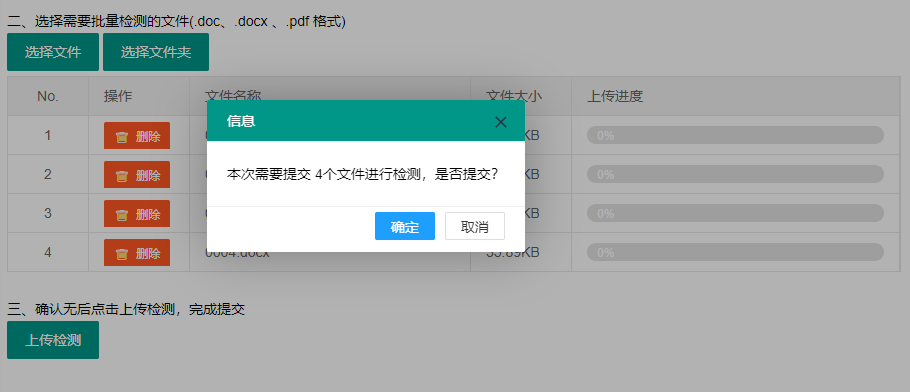 二、选择需要批量检测的文件(.doc、.docx 、.pdf 格式)
选择文件 选择文件夹
No. 操作 文件名称 文件大小 上传进度
信息
1 删除 KB 0%
本次需要提交 4个文件进行检测，是否提交？
2 删除 KB 0%
3 删除 KB 0%
确定 取消
4 删除 0004.docx 35.89KB 0%
三、确认无后点击上传检测，完成提交
上传检测